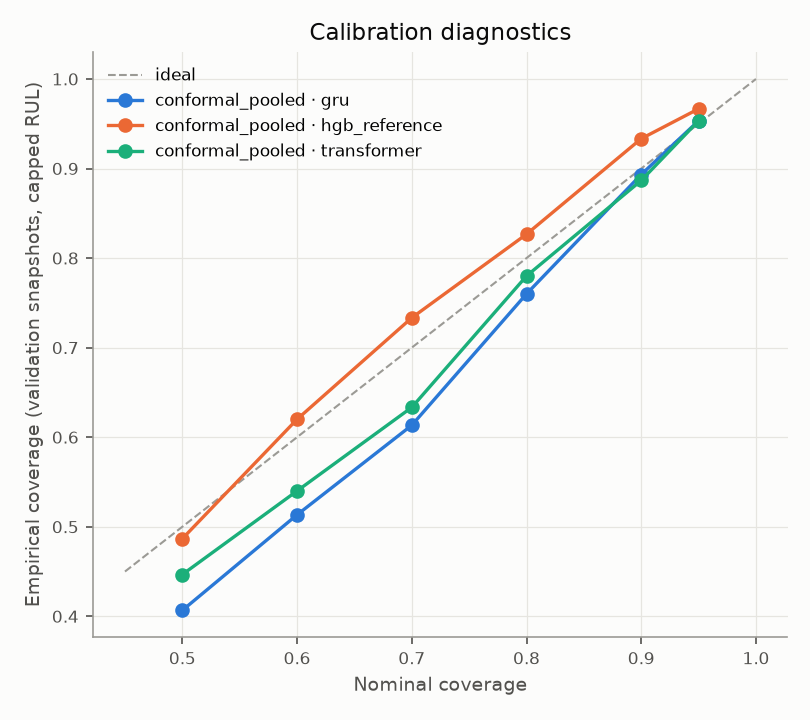 Calibration diagnostics
ideal
conformal_pooled · gru
conformal_pooled · hgb_reference
conformal_pooled · transformer
Empirical coverage (validation snapshots, capped RUL)
1.0
0.9
0.8
0.7
0.6
0.5
0.4
0.5 0.6 0.7 0.8 0.9 1.0
Nominal coverage